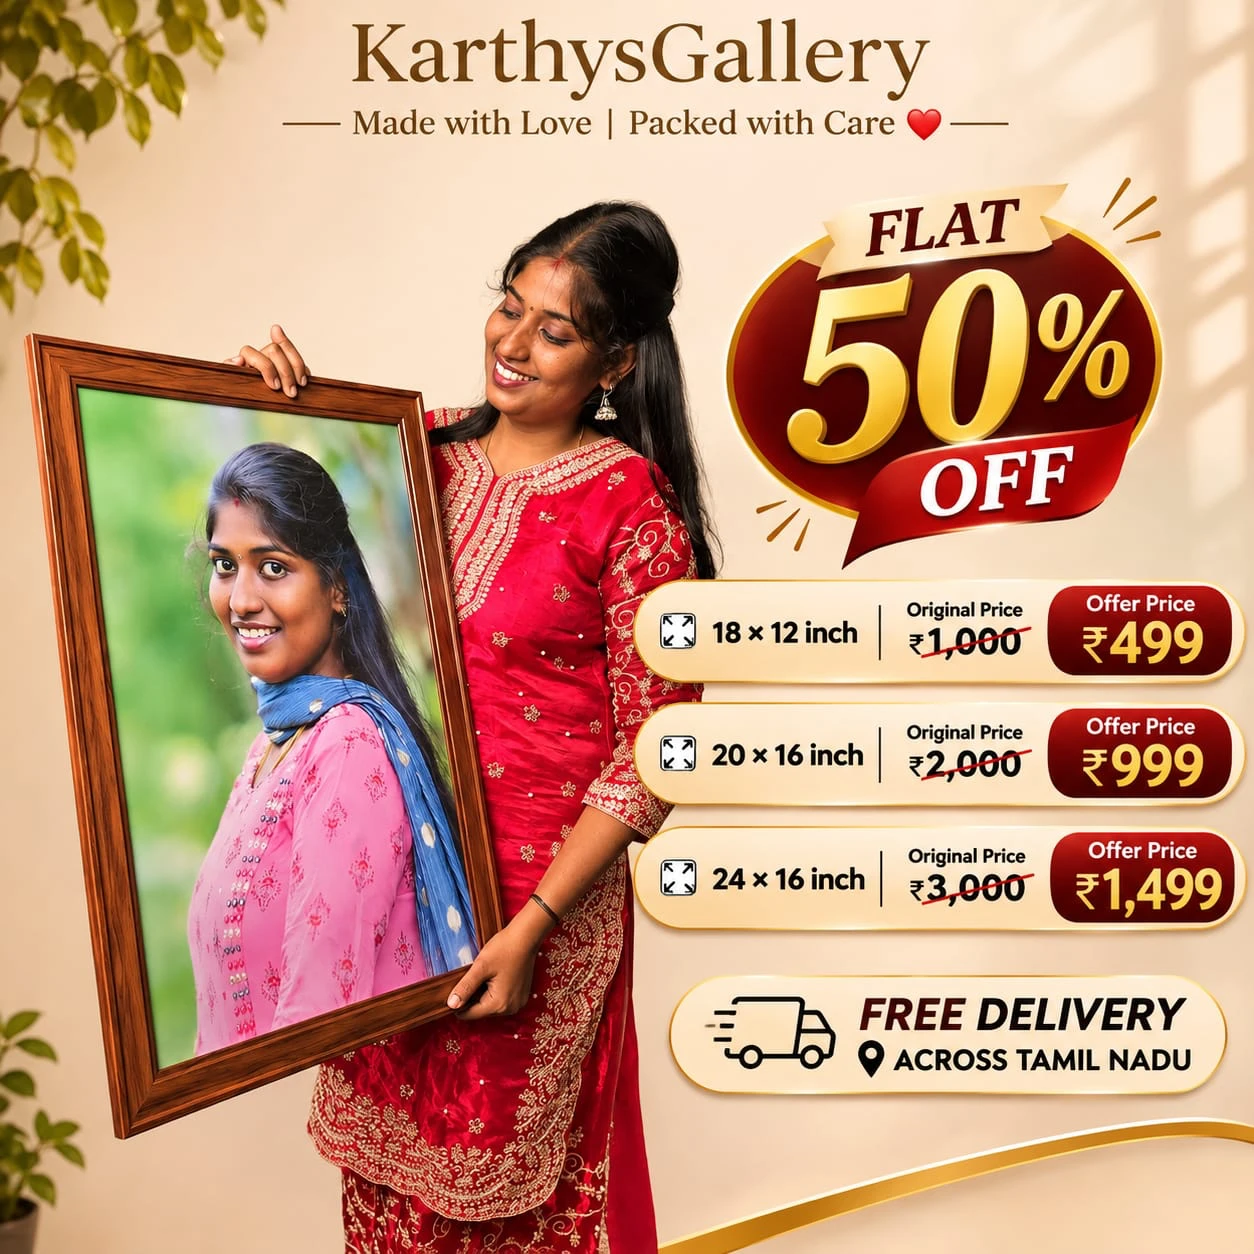 KarthysGallery
Made with Love | Packed with Care ❤️
FLAT
50%
OFF
18 × 12 inch | Original Price ₹1,000 Offer Price ₹499
20 × 16 inch | Original Price ₹2,000 Offer Price ₹999
24 × 16 inch | Original Price ₹3,000 Offer Price ₹1,499
FREE DELIVERY
ACROSS TAMIL NADU